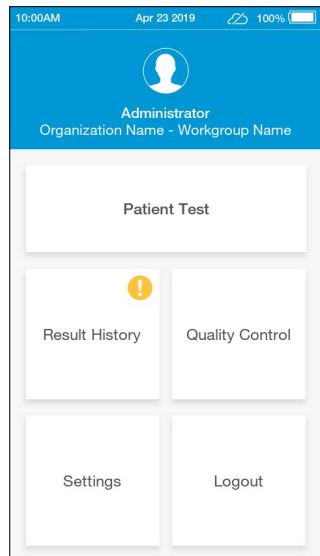 10:00AM Apr 23 2019 100%
Administrator
Organization Name - Workgroup Name
Patient Test
!
Result History Quality Control
Settings Logout